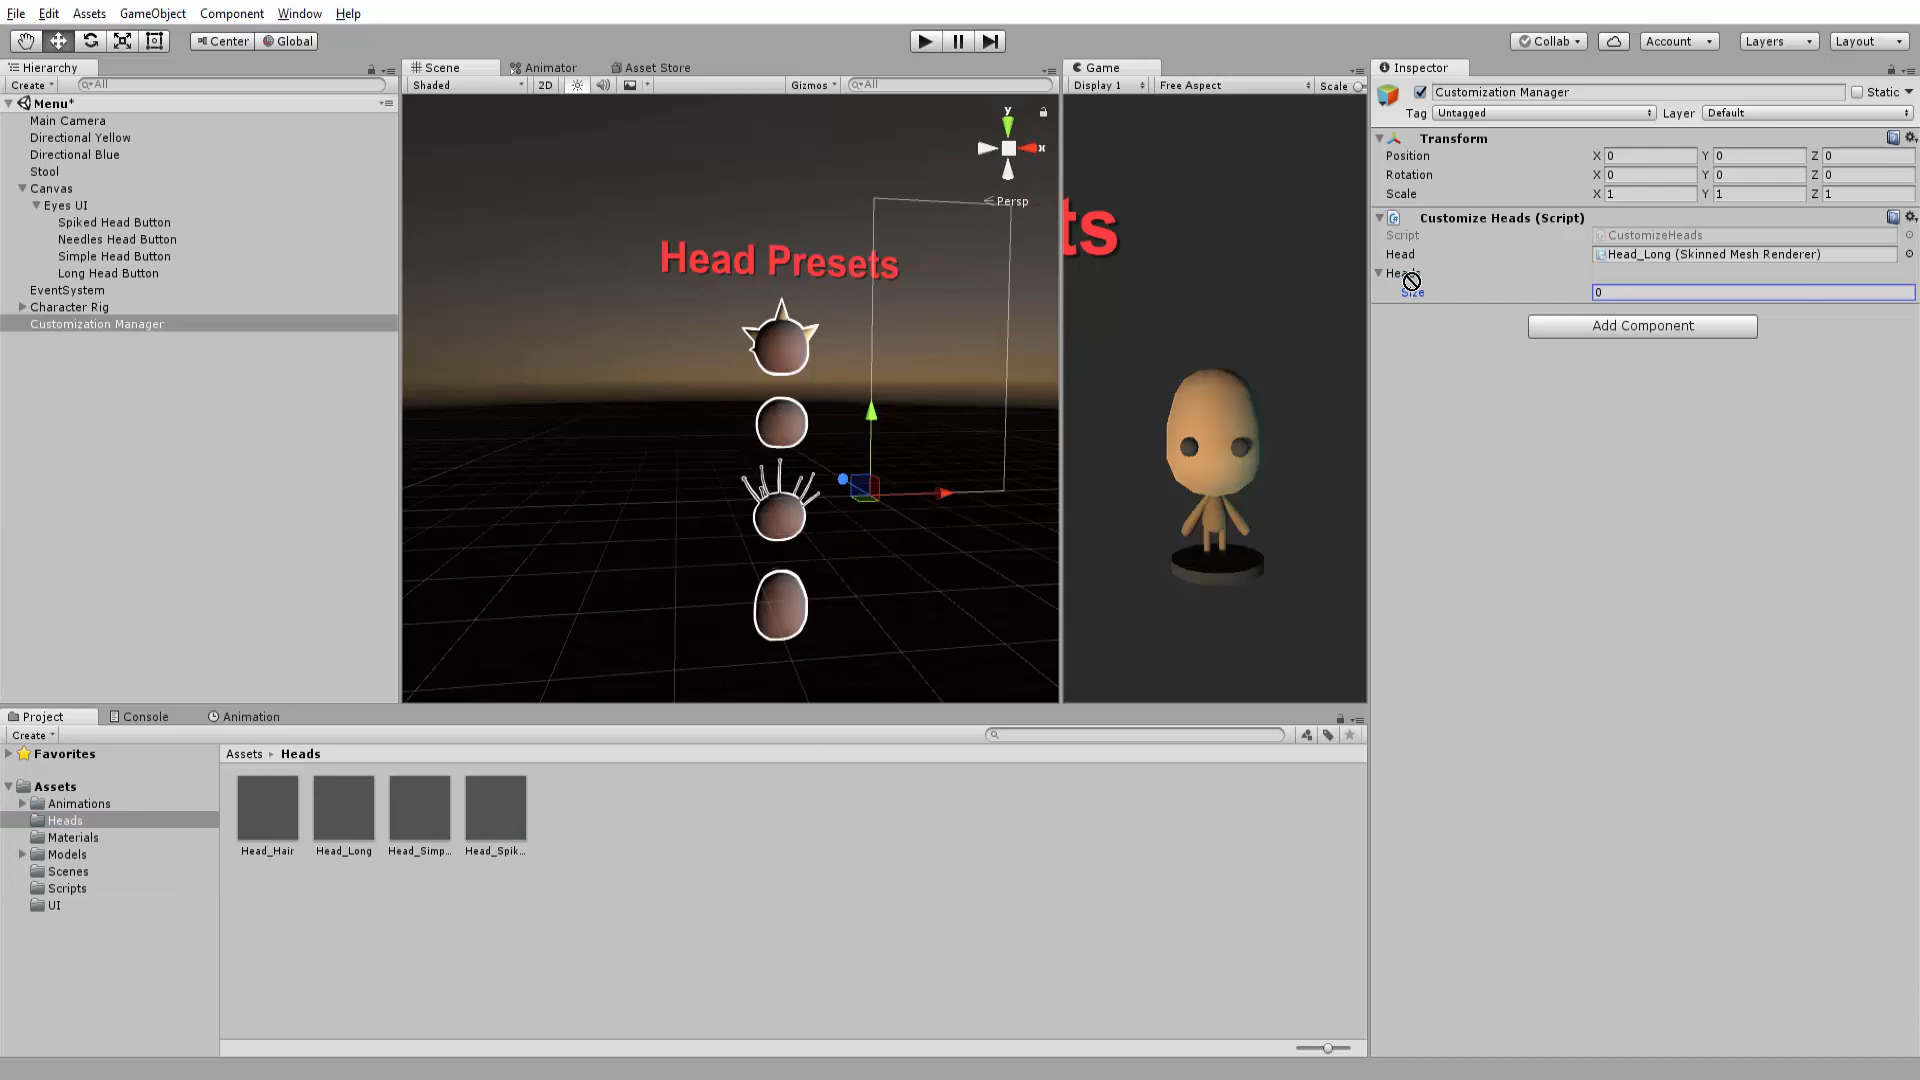 File Edit Assets GameObject Component Window Help
Center Global Collab Account Layers Layout
Hierarchy
Create All
Menu*
Main Camera
Directional Yellow
Directional Blue
Stool
Canvas
Eyes UI
Spiked Head Button
Needles Head Button
Simple Head Button
Long Head Button
EventSystem
Character Rig
Customization Manager
Scene Animator Asset Store
Shaded 2D Gizmos All
y
x
Persp
Head Presets
Game
Display 1 Free Aspect Scale
ts
Inspector
Customization Manager Static
Tag Untagged Layer Default
Transform
Position X 0 Y 0 Z 0
Rotation X 0 Y 0 Z 0
Scale X 1 Y 1 Z 1
Customize Heads (Script)
Script CustomizeHeads
Head Head_Long (Skinned Mesh Renderer)
Heads
Size 0
Add Component
Project Console Animation
Create
Favorites
Assets
Animations
Heads
Materials
Models
Scenes
Scripts
UI
Assets Heads
Head_Hair Head_Long Head_Simp... Head_Spik...